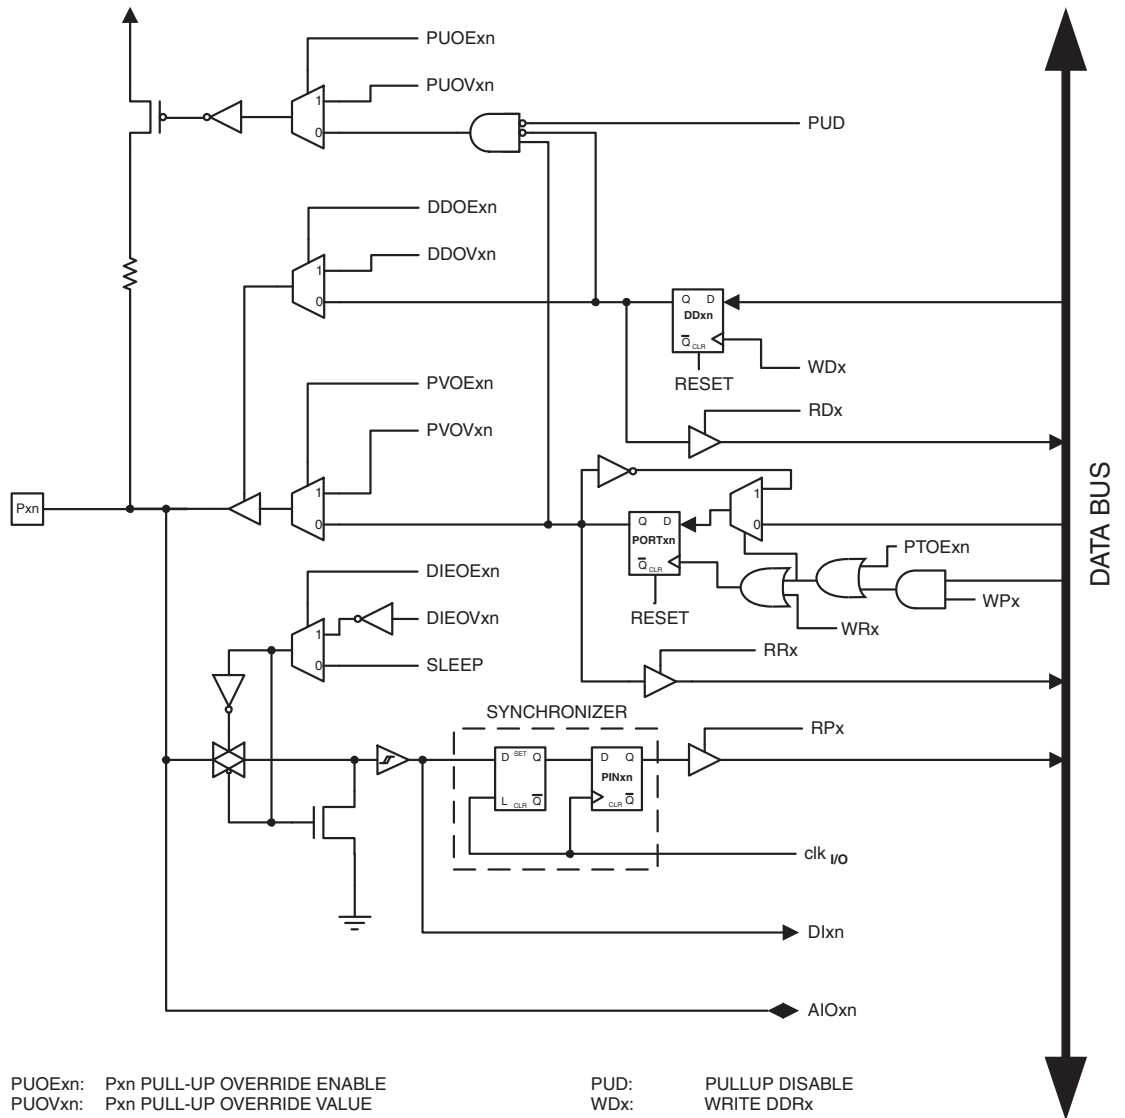 PUOExn
PUOVxn
1
0
PUD
DDOExn
DDOVxn
1
0
Q D
DDxn
Q CLR
WDx
RESET
PVOExn
RDx
PVOVxn
Pxn
1
0
1
0
Q D
PORTxn
Q CLR
PTOExn
DATA BUS
DIEOExn
WPx
RESET
DIEOVxn
WRx
1
0
SLEEP
RRx
SYNCHRONIZER
RPx
D SET Q
L CLR Q
D Q
PINxn
CLR Q
clk I/O
DIxn
AIOxn
PUOExn: Pxn PULL-UP OVERRIDE ENABLE
PUOVxn: Pxn PULL-UP OVERRIDE VALUE
PUD: PULLUP DISABLE
WDx: WRITE DDRx